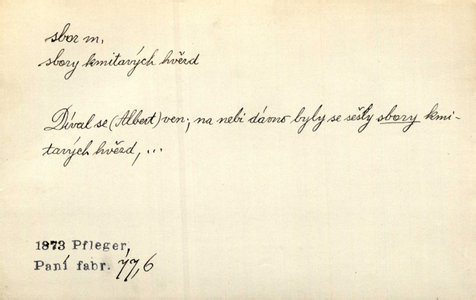 sbor m,
sbory kmitavých hvězd
Díval se (Albert) ven; na nebi dávno byly se sešly sbory kmi-
tavých hvězd, ...
1873 Pfleger,
Paní fabr. 77,6